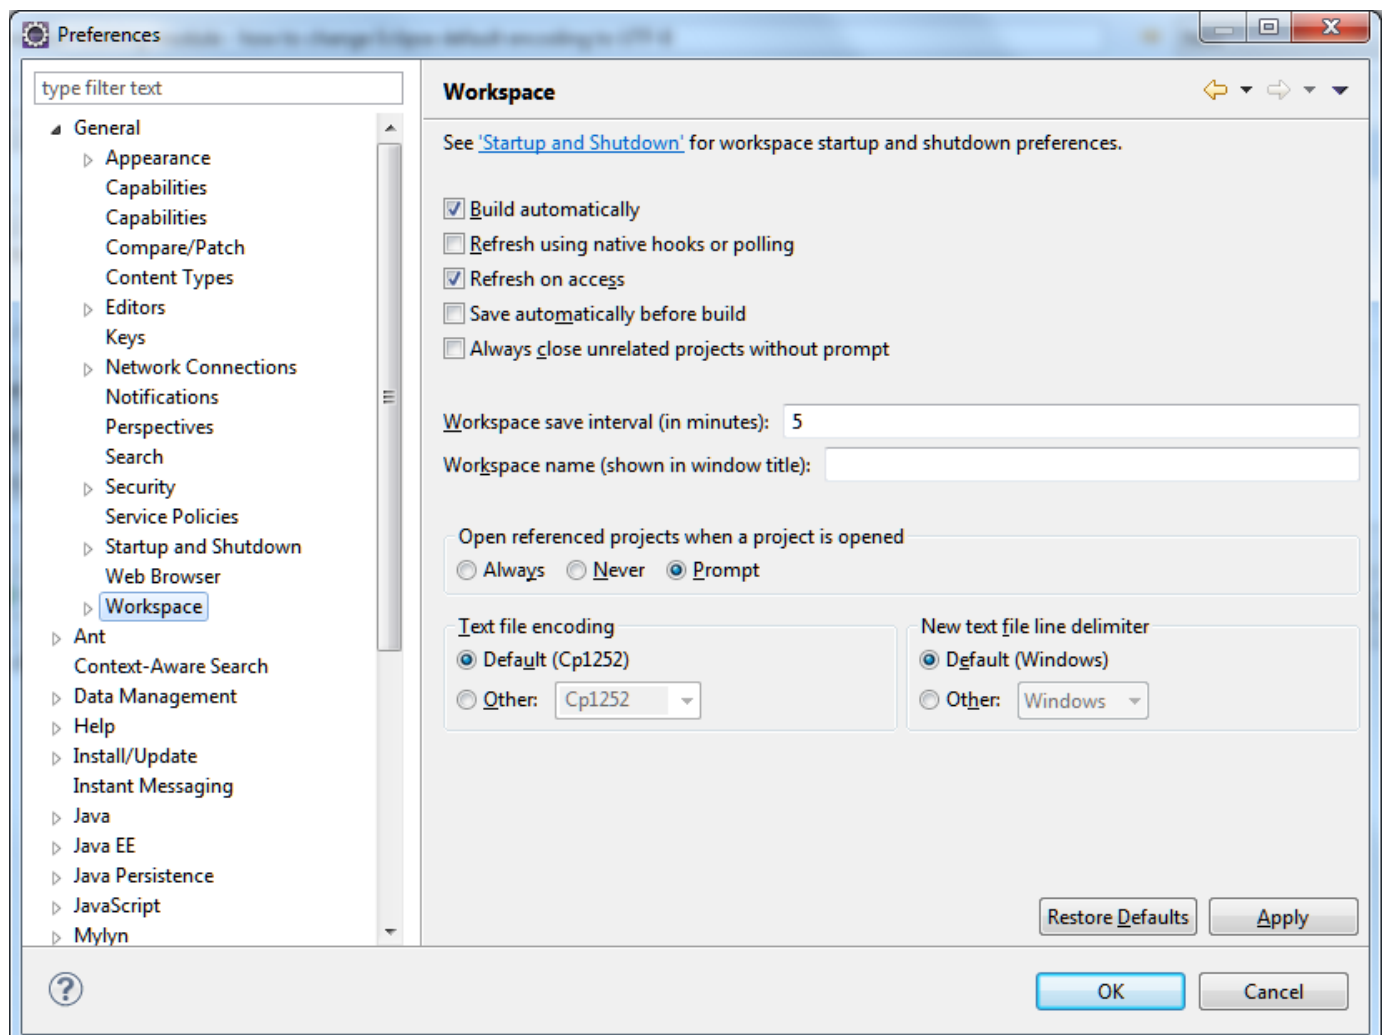 Preferences
type filter text
General
Appearance
Capabilities
Capabilities
Compare/Patch
Content Types
Editors
Keys
Network Connections
Notifications
Perspectives
Search
Security
Service Policies
Startup and Shutdown
Web Browser
Workspace
Ant
Context-Aware Search
Data Management
Help
Install/Update
Instant Messaging
Java
Java EE
Java Persistence
JavaScript
Mylyn
Workspace
See 'Startup and Shutdown' for workspace startup and shutdown preferences.
Build automatically
Refresh using native hooks or polling
Refresh on access
Save automatically before build
Always close unrelated projects without prompt
Workspace save interval (in minutes): 5
Workspace name (shown in window title):
Open referenced projects when a project is opened
Always Never Prompt
Text file encoding
Default (Cp1252)
Other: Cp1252
New text file line delimiter
Default (Windows)
Other: Windows
Restore Defaults Apply
OK Cancel